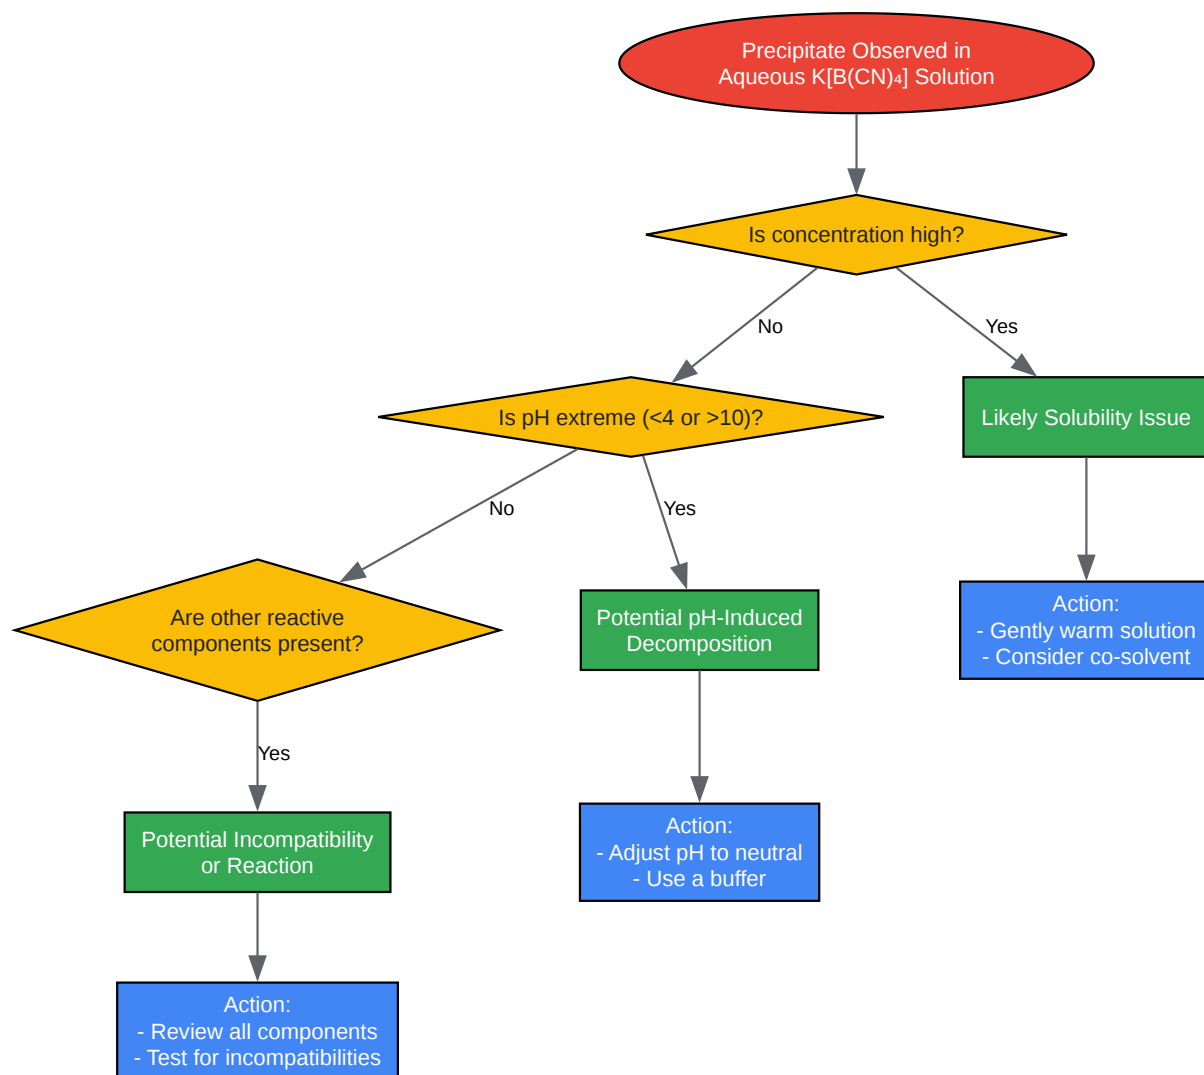 Precipitate Observed in
Aqueous K[B(CN)₄] Solution
Is concentration high?
No
Yes
Is pH extreme (<4 or >10)?
Likely Solubility Issue
No
Yes
Are other reactive
components present?
Potential pH-Induced
Decomposition
Action:
- Gently warm solution
- Consider co-solvent
Yes
Potential Incompatibility
or Reaction
Action:
- Adjust pH to neutral
- Use a buffer
Action:
- Review all components
- Test for incompatibilities